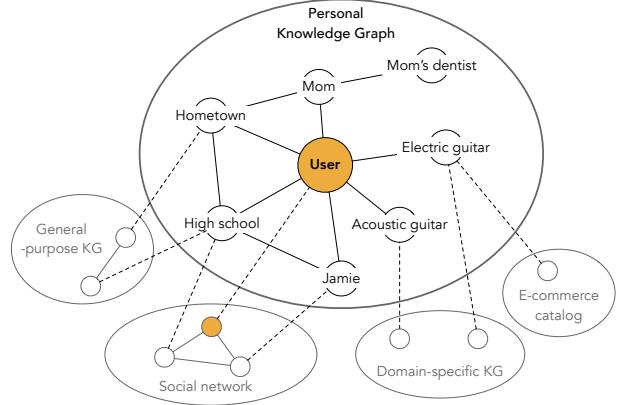 Personal
Knowledge Graph
Mom's dentist
Mom
Hometown
Electric guitar
User
High school
Acoustic guitar
General
-purpose KG
Jamie
E-commerce
catalog
Domain-specific KG
Social network